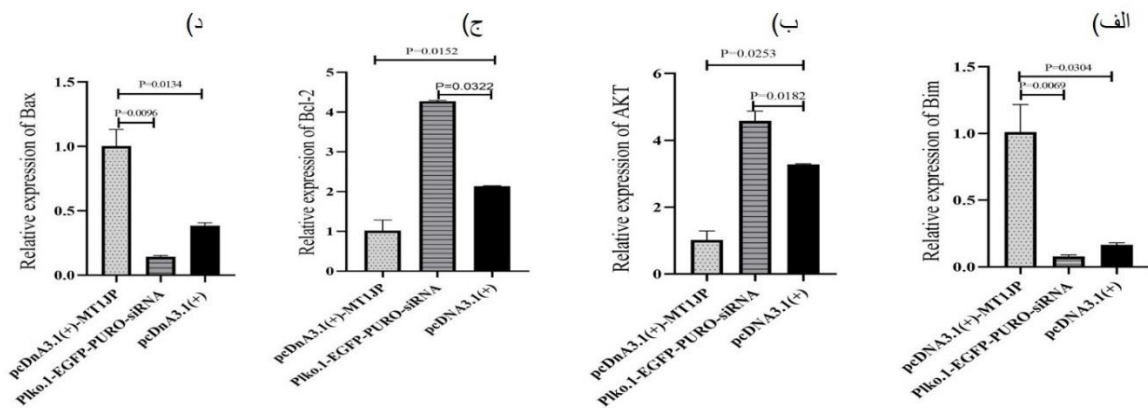 الف)
P=0.0304
P=0.0069
Relative expression of Bim
1.5
1.0
0.5
0.0
pcDNA3.1(+)-MT1JP
Plko.1-EGFP-PURO-siRNA
pcDNA3.1(+)
ب)
P=0.0253
P=0.0182
Relative expression of AKT
6
4
2
0
pcDnA3.1(+)-MT1JP
Plko.1-EGFP-PURO-siRNA
pcDNA3.1(+)
ج)
P=0.0152
P=0.0322
Relative expression of Bcl-2
5
4
3
2
1
0
pcDnA3.1(+)-MT1JP
Plko.1-EGFP-PURO-siRNA
pcDNA3.1(+)
د)
P=0.0134
P=0.0096
Relative expression of Bax
1.5
1.0
0.5
0.0
pcDnA3.1(+)-MT1JP
Plko.1-EGFP-PURO-siRNA
pcDnA3.1(+)